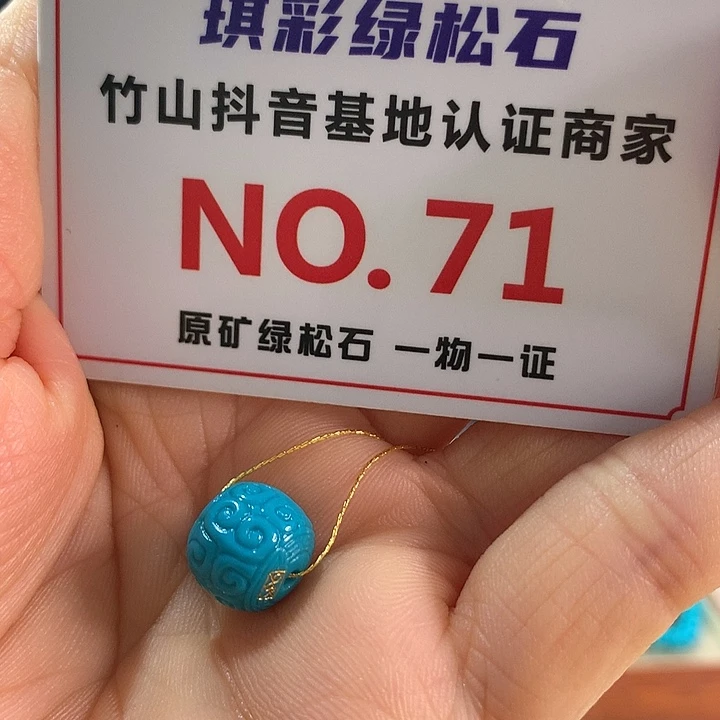 琪彩绿松石
竹山抖音基地认证商家
NO.71
原矿绿松石 一物一证